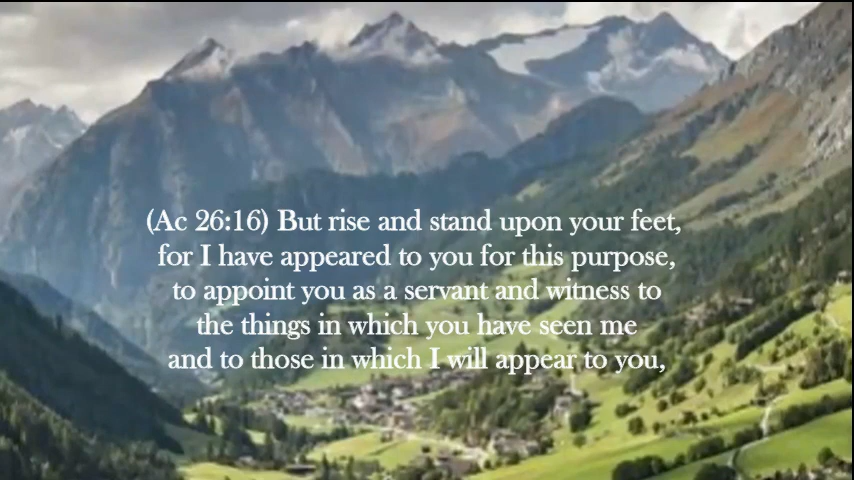 (Ac 26:16) But rise and stand upon your feet,
for I have appeared to you for this purpose,
to appoint you as a servant and witness to
the things in which you have seen me
and to those in which I will appear to you,